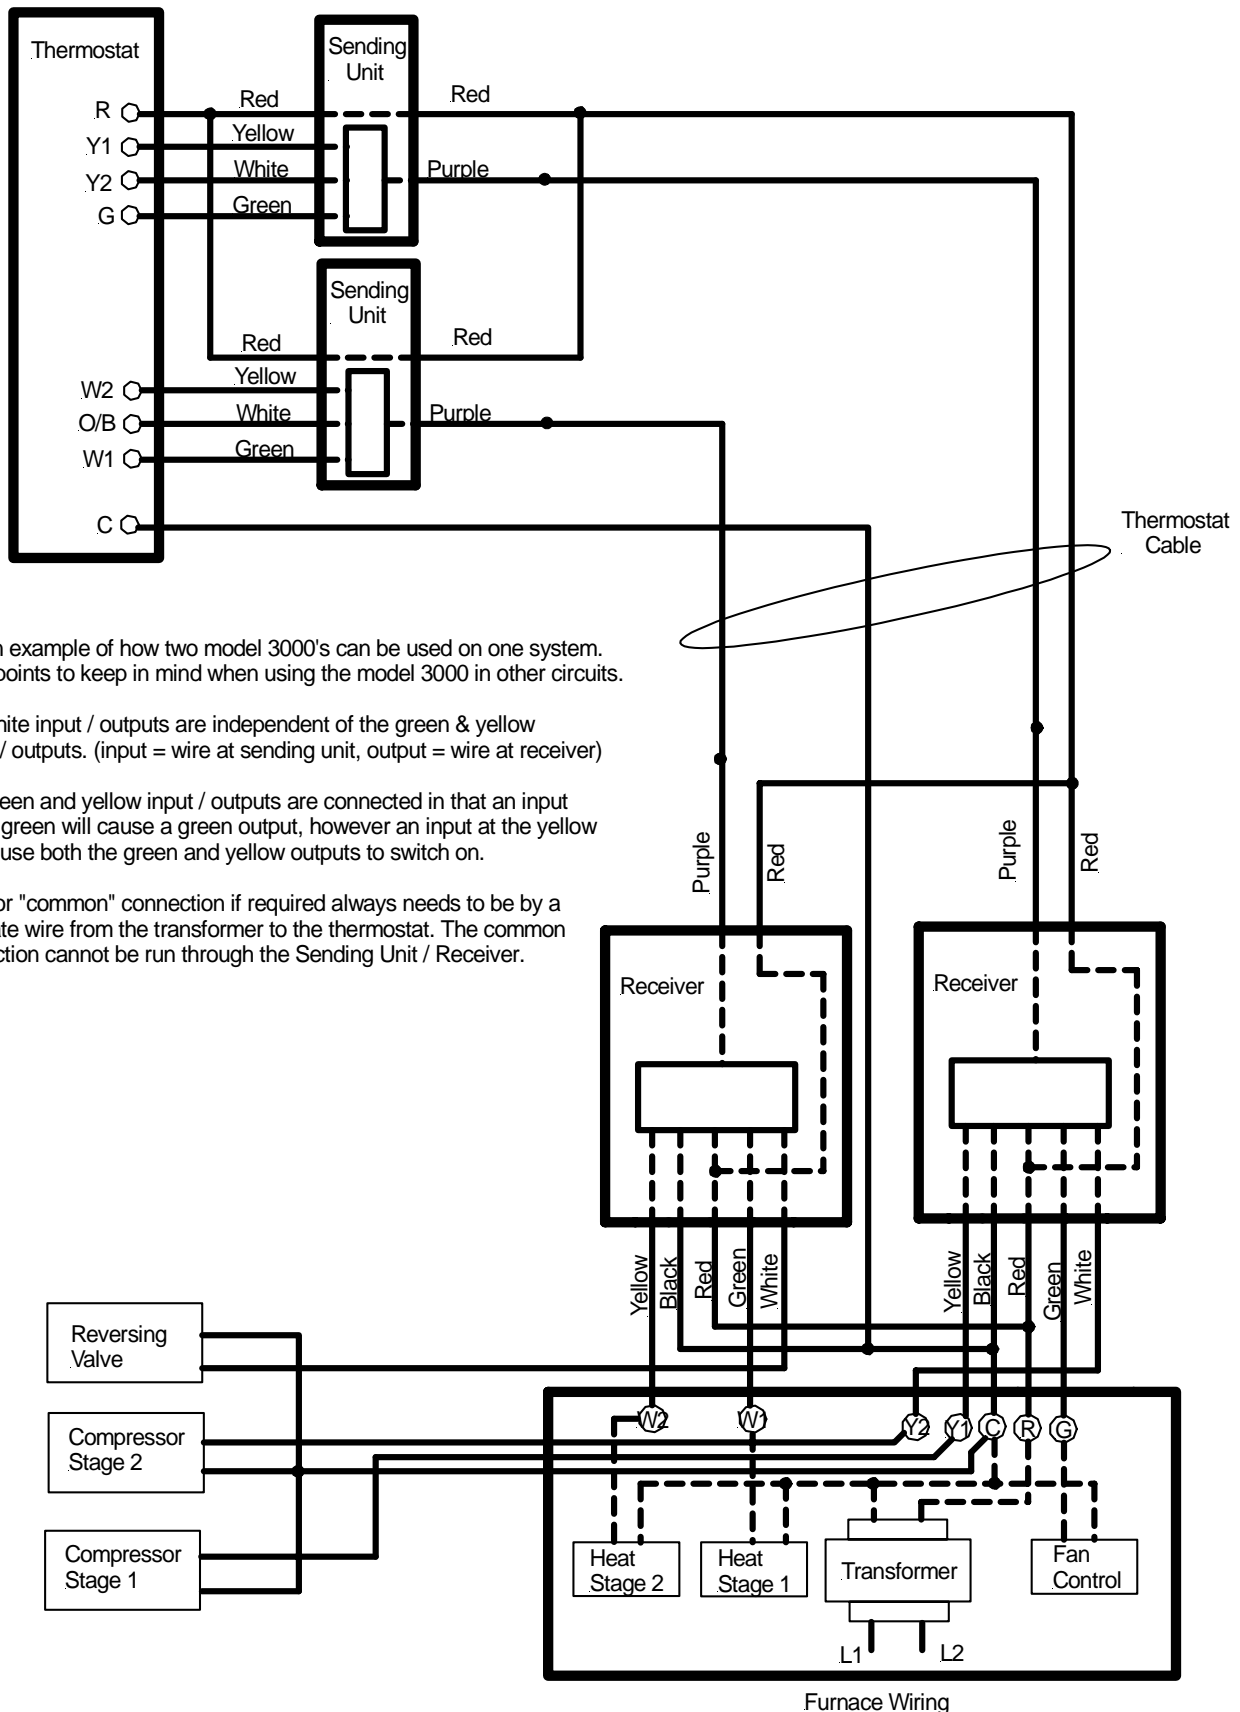 Thermostat
Sending
Unit
R
Red
Red
Y1
Yellow
Y2
White
Purple
G
Green
Sending
Unit
Red
Red
W2
Yellow
O/B
White
Purple
W1
Green
C
Thermostat
Cable
example of how two model 3000's can be used on one system.
points to keep in mind when using the model 3000 in other circuits.
input / outputs are independent of the green & yellow
/ outputs. (input = wire at sending unit, output = wire at receiver)
and yellow input / outputs are connected in that an input
green will cause a green output, however an input at the yellow
both the green and yellow outputs to switch on.
or "common" connection if required always needs to be by a
wire from the transformer to the thermostat. The common
cannot be run through the Sending Unit / Receiver.
Purple
Red
Purple
Red
Receiver
Receiver
Yellow
Black
Red
Green
White
Yellow
Black
Red
Green
White
Reversing
Valve
Compressor
Stage 2
Compressor
Stage 1
W2
W1
Y2
Y1
C
R
G
Heat
Stage 2
Heat
Stage 1
Transformer
Fan
Control
L1
L2
Furnace Wiring